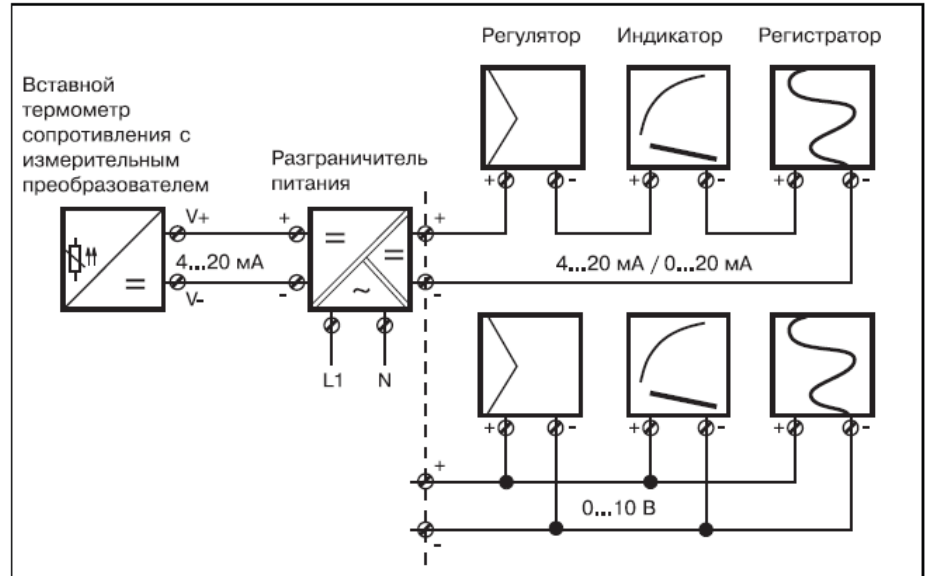 Регулятор Индикатор Регистратор
Вставной
термометр
сопротивления с
измерительным
преобразователем
Разграничитель
питания
+ - + - + -
V+ + +
4...20 мА
4...20 мА / 0...20 мА
V- - -
L1 N
+ - + - + -
+
0...10 В
-